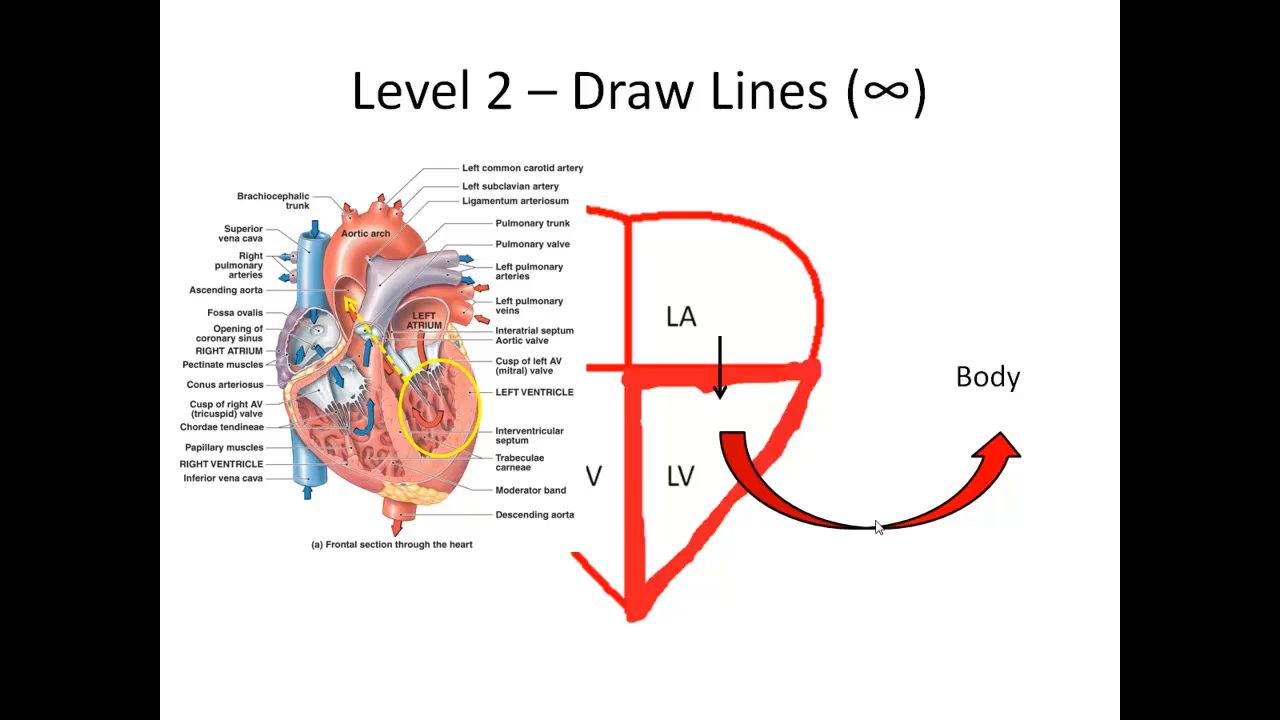 Level 2 – Draw Lines (∞)
Left common carotid artery
Left subclavian artery
Ligamentum arteriosum
Pulmonary trunk
Pulmonary valve
Left pulmonary
arteries
Left pulmonary
veins
Interatrial septum
Aortic valve
Cusp of left AV
(mitral) valve
LEFT VENTRICLE
Interventricular
septum
Trabeculae
carneae
Moderator band
Descending aorta
Brachiocephalic
trunk
Superior
vena cava
Right
pulmonary
arteries
Ascending aorta
Fossa ovalis
Opening of
coronary sinus
RIGHT ATRIUM
Pectinate muscles
Conus arteriosus
Cusp of right AV
(tricuspid) valve
Chordae tendineae
Papillary muscles
RIGHT VENTRICLE
Inferior vena cava
Aortic arch
LEFT
ATRIUM
(a) Frontal section through the heart
LA
V
LV
Body